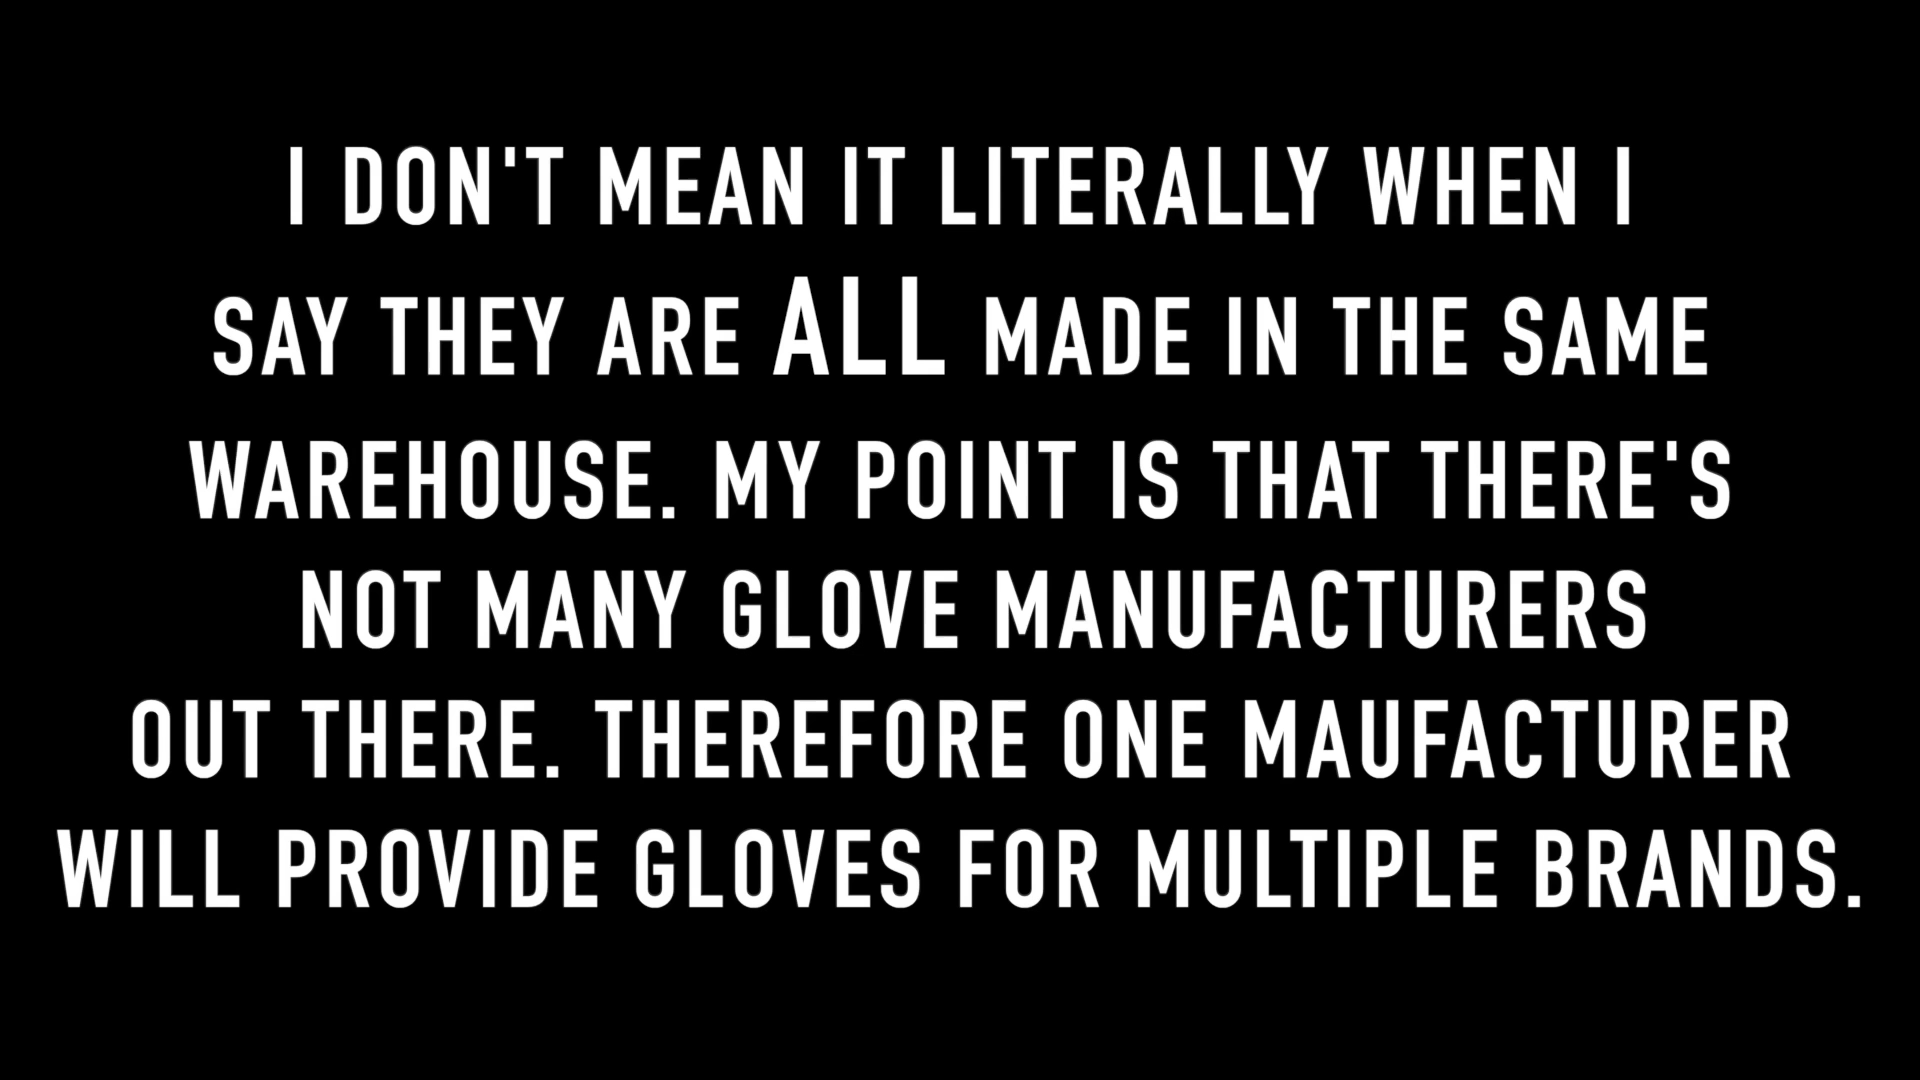 I DON'T MEAN IT LITERALLY WHEN I
SAY THEY ARE ALL MADE IN THE SAME
WAREHOUSE. MY POINT IS THAT THERE'S
NOT MANY GLOVE MANUFACTURERS
OUT THERE. THEREFORE ONE MAUFACTURER
WILL PROVIDE GLOVES FOR MULTIPLE BRANDS.